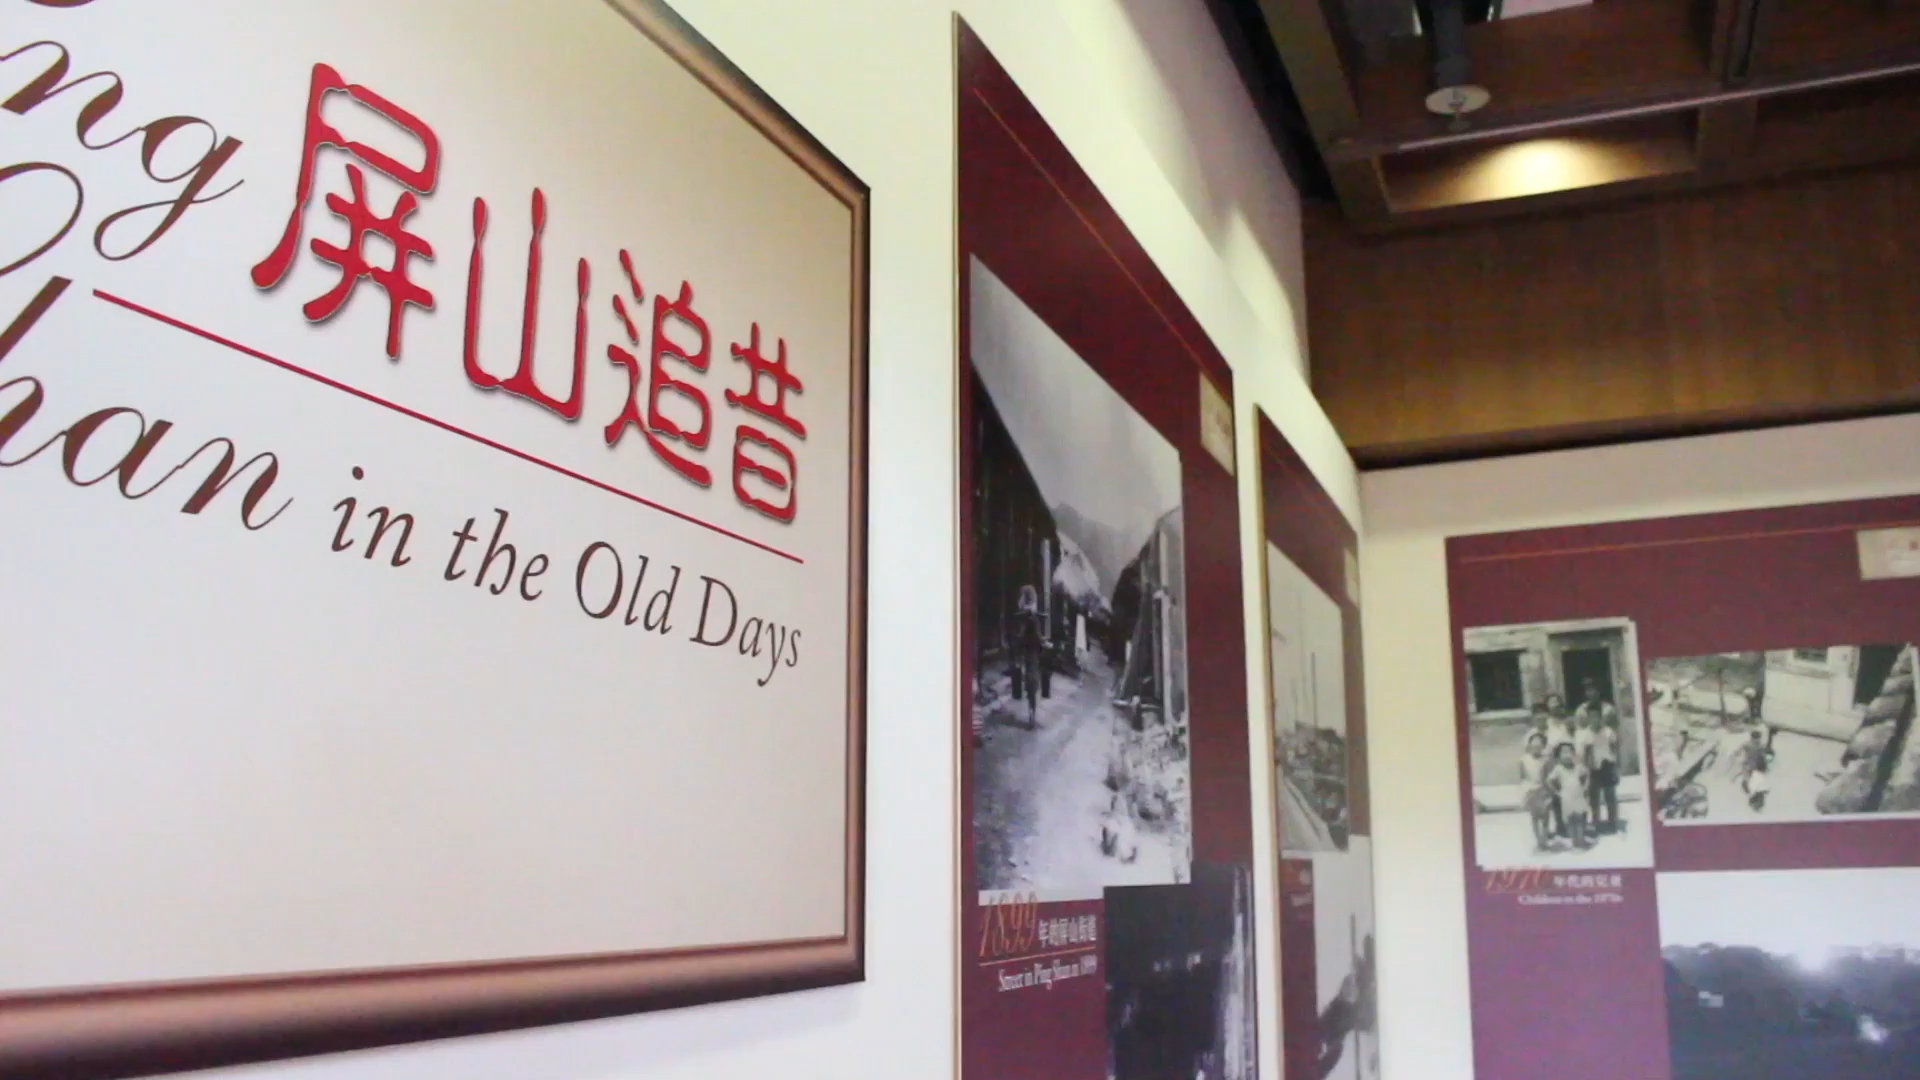 ng
屏山追昔
han in the Old Days
1899 年的屏山街道
Street in Ping Shan in 1899
1970 年代的兒童
Children in the 1970s